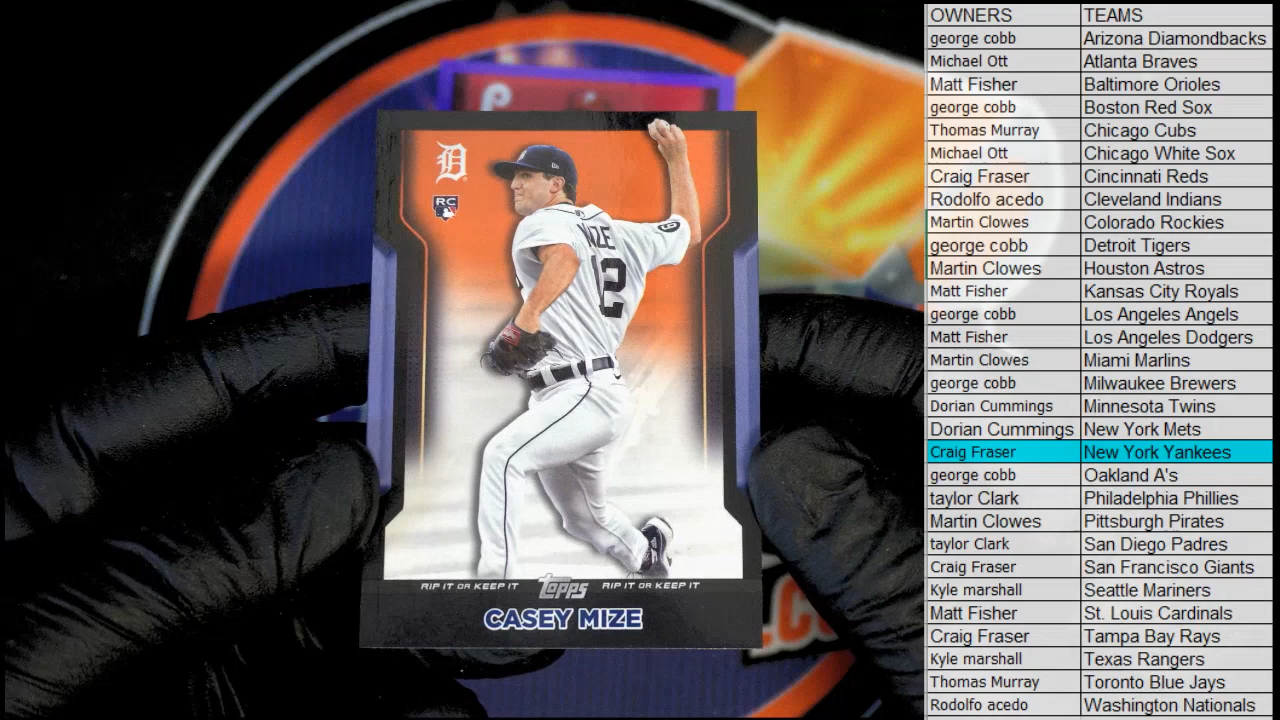 P
D
RC
MIZE
12
RIP IT OR KEEP IT Topps RIP IT OR KEEP IT
CASEY MIZE
OWNERS TEAMS
george cobb Arizona Diamondbacks
Michael Ott Atlanta Braves
Matt Fisher Baltimore Orioles
george cobb Boston Red Sox
Thomas Murray Chicago Cubs
Michael Ott Chicago White Sox
Craig Fraser Cincinnati Reds
Rodolfo acedo Cleveland Indians
Martin Clowes Colorado Rockies
george cobb Detroit Tigers
Martin Clowes Houston Astros
Matt Fisher Kansas City Royals
george cobb Los Angeles Angels
Matt Fisher Los Angeles Dodgers
Martin Clowes Miami Marlins
george cobb Milwaukee Brewers
Dorian Cummings Minnesota Twins
Dorian Cummings New York Mets
Craig Fraser New York Yankees
george cobb Oakland A's
taylor Clark Philadelphia Phillies
Martin Clowes Pittsburgh Pirates
taylor Clark San Diego Padres
Craig Fraser San Francisco Giants
Kyle marshall Seattle Mariners
Matt Fisher St. Louis Cardinals
Craig Fraser Tampa Bay Rays
Kyle marshall Texas Rangers
Thomas Murray Toronto Blue Jays
Rodolfo acedo Washington Nationals